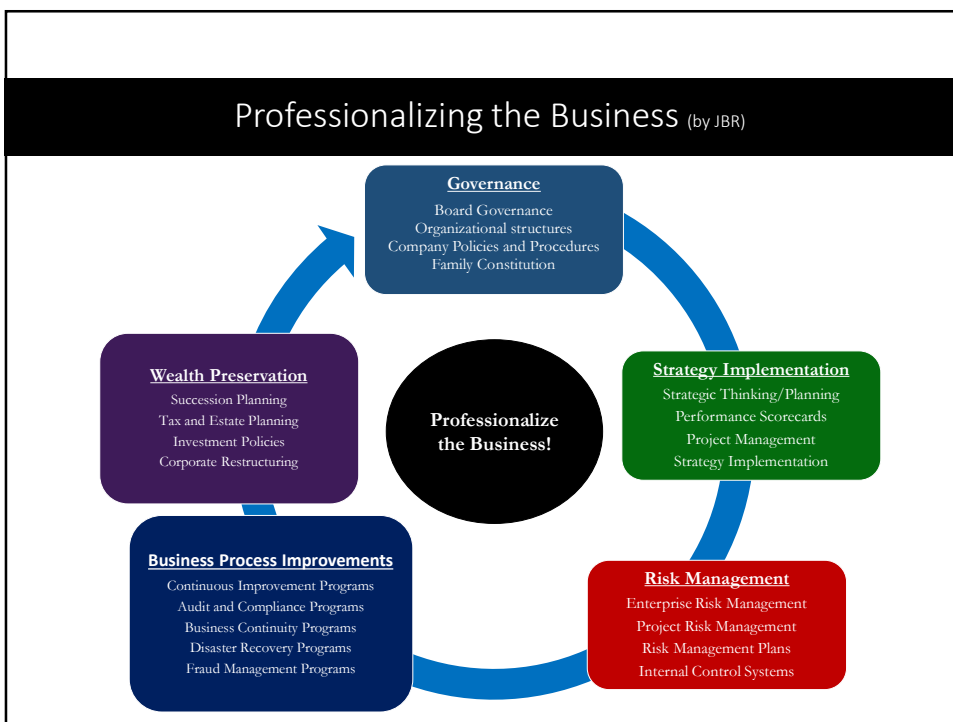 Professionalizing the Business (by JBR)
Governance
Board Governance
Organizational structures
Company Policies and Procedures
Family Constitution
Strategy Implementation
Strategic Thinking/Planning
Performance Scorecards
Project Management
Strategy Implementation
Risk Management
Enterprise Risk Management
Project Risk Management
Risk Management Plans
Internal Control Systems
Business Process Improvements
Continuous Improvement Programs
Audit and Compliance Programs
Business Continuity Programs
Disaster Recovery Programs
Fraud Management Programs
Wealth Preservation
Succession Planning
Tax and Estate Planning
Investment Policies
Corporate Restructuring
Professionalize
the Business!